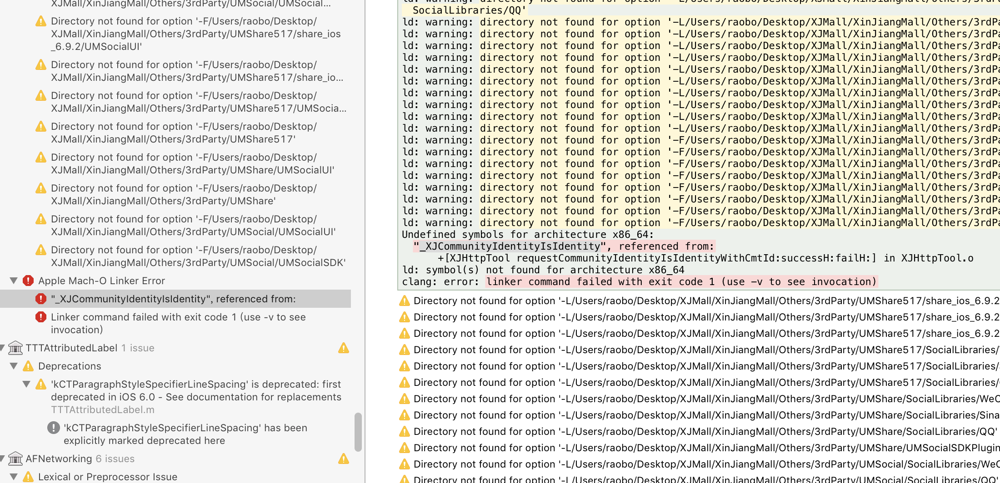 XJMall/XinJiangMall/Others/3rdParty/UMSocial/UMSocial...
Directory not found for option '-F/Users/raobo/Desktop/
XJMall/XinJiangMall/Others/3rdParty/UMShare517/share_ios
_6.9.2/UMSocialUI'
Directory not found for option '-F/Users/raobo/Desktop/
XJMall/XinJiangMall/Others/3rdParty/UMShare517/share_io...
Directory not found for option '-F/Users/raobo/Desktop/
XJMall/XinJiangMall/Others/3rdParty/UMShare517/UMSocia...
Directory not found for option '-F/Users/raobo/Desktop/
XJMall/XinJiangMall/Others/3rdParty/UMShare517'
Directory not found for option '-F/Users/raobo/Desktop/
XJMall/XinJiangMall/Others/3rdParty/UMShare/UMSocialUI'
Directory not found for option '-F/Users/raobo/Desktop/
XJMall/XinJiangMall/Others/3rdParty/UMShare'
Directory not found for option '-F/Users/raobo/Desktop/
XJMall/XinJiangMall/Others/3rdParty/UMSocial/UMSocialUI'
Directory not found for option '-F/Users/raobo/Desktop/
XJMall/XinJiangMall/Others/3rdParty/UMSocial/UMSocialSDK'
Apple Mach-O Linker Error
"_XJCommunityIdentityIsIdentity", referenced from:
Linker command failed with exit code 1 (use -v to see
invocation)
TTTAttributedLabel 1 issue
Deprecations
'kCTParagraphStyleSpecifierLineSpacing' is deprecated: first
deprecated in iOS 6.0 - See documentation for replacements
TTTAttributedLabel.m
'kCTParagraphStyleSpecifierLineSpacing' has been
explicitly marked deprecated here
AFNetworking 6 issues
Lexical or Preprocessor Issue
ld: warning: directory not found for option '-L/Users/raobo/Desktop/XJMall/XinJiangMall/Others/3rdPa
SocialLibraries/QQ'
ld: warning: directory not found for option '-L/Users/raobo/Desktop/XJMall/XinJiangMall/Others/3rdPa
ld: warning: directory not found for option '-L/Users/raobo/Desktop/XJMall/XinJiangMall/Others/3rdPa
ld: warning: directory not found for option '-L/Users/raobo/Desktop/XJMall/XinJiangMall/Others/3rdPa
ld: warning: directory not found for option '-L/Users/raobo/Desktop/XJMall/XinJiangMall/Others/3rdPa
ld: warning: directory not found for option '-L/Users/raobo/Desktop/XJMall/XinJiangMall/Others/3rdPa
ld: warning: directory not found for option '-L/Users/raobo/Desktop/XJMall/XinJiangMall/Others/3rdPa
ld: warning: directory not found for option '-L/Users/raobo/Desktop/XJMall/XinJiangMall/Others/3rdPa
ld: warning: directory not found for option '-L/Users/raobo/Desktop/XJMall/XinJiangMall/Others/3rdPa
ld: warning: directory not found for option '-L/Users/raobo/Desktop/XJMall/XinJiangMall/Others/3rdPa
ld: warning: directory not found for option '-L/Users/raobo/Desktop/XJMall/XinJiangMall/Others/3rdPa
ld: warning: directory not found for option '-F/Users/raobo/Desktop/XJMall/XinJiangMall/Others/3rdPa
ld: warning: directory not found for option '-F/Users/raobo/Desktop/XJMall/XinJiangMall/Others/3rdPa
ld: warning: directory not found for option '-F/Users/raobo/Desktop/XJMall/XinJiangMall/Others/3rdPa
ld: warning: directory not found for option '-F/Users/raobo/Desktop/XJMall/XinJiangMall/Others/3rdPa
ld: warning: directory not found for option '-F/Users/raobo/Desktop/XJMall/XinJiangMall/Others/3rdPa
ld: warning: directory not found for option '-F/Users/raobo/Desktop/XJMall/XinJiangMall/Others/3rdPa
ld: warning: directory not found for option '-F/Users/raobo/Desktop/XJMall/XinJiangMall/Others/3rdPa
ld: warning: directory not found for option '-F/Users/raobo/Desktop/XJMall/XinJiangMall/Others/3rdPa
Undefined symbols for architecture x86_64:
"_XJCommunityIdentityIsIdentity", referenced from:
+[XJHttpTool requestCommunityIdentityIsIdentityWithCmtId:successH:failH:] in XJHttpTool.o
ld: symbol(s) not found for architecture x86_64
clang: error: linker command failed with exit code 1 (use -v to see invocation)
Directory not found for option '-L/Users/raobo/Desktop/XJMall/XinJiangMall/Others/3rdParty/UMShare517/share_ios_6.9.2
Directory not found for option '-L/Users/raobo/Desktop/XJMall/XinJiangMall/Others/3rdParty/UMShare517/share_ios_6.9.2
Directory not found for option '-L/Users/raobo/Desktop/XJMall/XinJiangMall/Others/3rdParty/UMShare517/share_ios_6.9.2
Directory not found for option '-L/Users/raobo/Desktop/XJMall/XinJiangMall/Others/3rdParty/UMShare517/SocialLibraries/
Directory not found for option '-L/Users/raobo/Desktop/XJMall/XinJiangMall/Others/3rdParty/UMShare517/SocialLibraries/
Directory not found for option '-L/Users/raobo/Desktop/XJMall/XinJiangMall/Others/3rdParty/UMShare517/SocialLibraries/
Directory not found for option '-L/Users/raobo/Desktop/XJMall/XinJiangMall/Others/3rdParty/UMShare/SocialLibraries/WeC
Directory not found for option '-L/Users/raobo/Desktop/XJMall/XinJiangMall/Others/3rdParty/UMShare/SocialLibraries/Sina
Directory not found for option '-L/Users/raobo/Desktop/XJMall/XinJiangMall/Others/3rdParty/UMShare/SocialLibraries/QQ'
Directory not found for option '-L/Users/raobo/Desktop/XJMall/XinJiangMall/Others/3rdParty/UMShare/UMSocialSDKPlugin
Directory not found for option '-L/Users/raobo/Desktop/XJMall/XinJiangMall/Others/3rdParty/UMSocial/SocialLibraries/WeC
Directory not found for option '-L/Users/raobo/Desktop/XJMall/XinJiangMall/Others/3rdParty/UMSocial/SocialLibraries/QQ'